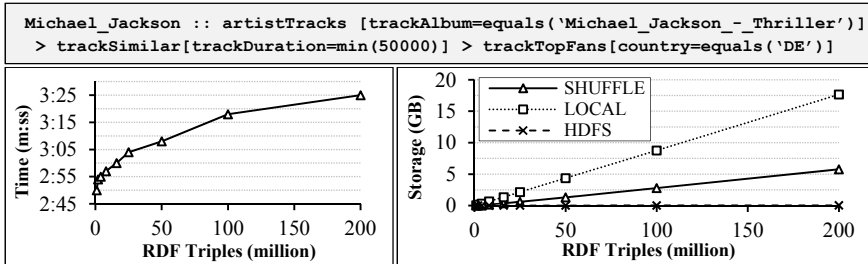 Michael_Jackson :: artistTracks [trackAlbum=equals(‘Michael_Jackson_-_Thriller’)]
> trackSimilar[trackDuration=min(50000)] > trackTopFans[country=equals(‘DE’)]
3:25
3:15
3:05
2:55
2:45
Time (m:ss)
0 50 100 150 200
RDF Triples (million)
20
15
10
5
0
Storage (GB)
SHUFFLE
LOCAL
HDFS
0 50 100 150 200
RDF Triples (million)